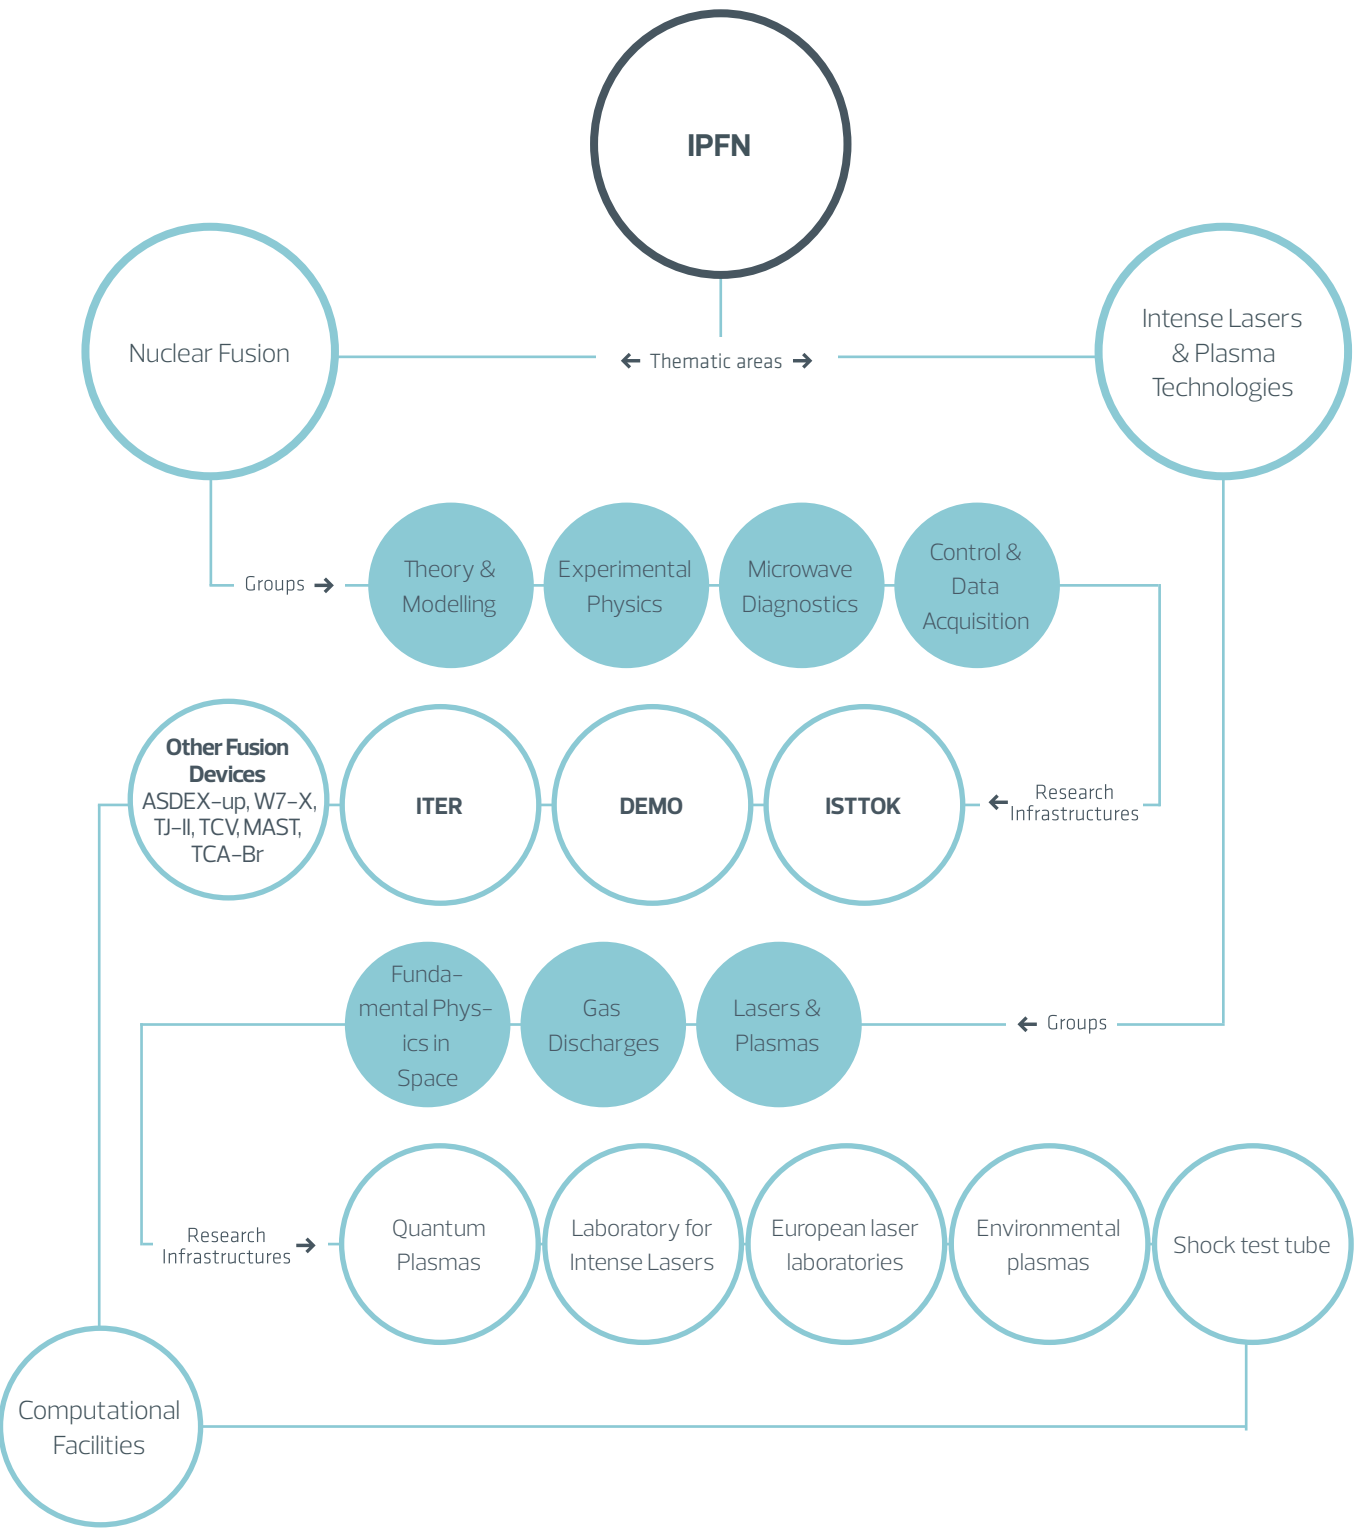 IPFN
Nuclear Fusion
← Thematic areas →
Intense Lasers
& Plasma
Technologies
Groups →
Theory &
Modelling
Experimental
Physics
Microwave
Diagnostics
Control &
Data
Acquisition
Research
← Infrastructures
ISTTOK
DEMO
ITER
Other Fusion
Devices
ASDEX-up, W7-X,
TJ-II, TCV, MAST,
TCA-Br
← Groups
Lasers &
Plasmas
Gas
Discharges
Funda-
mental Phys-
ics in
Space
Research
Infrastructures →
Quantum
Plasmas
Laboratory for
Intense Lasers
European laser
laboratories
Environmental
plasmas
Shock test tube
Computational
Facilities